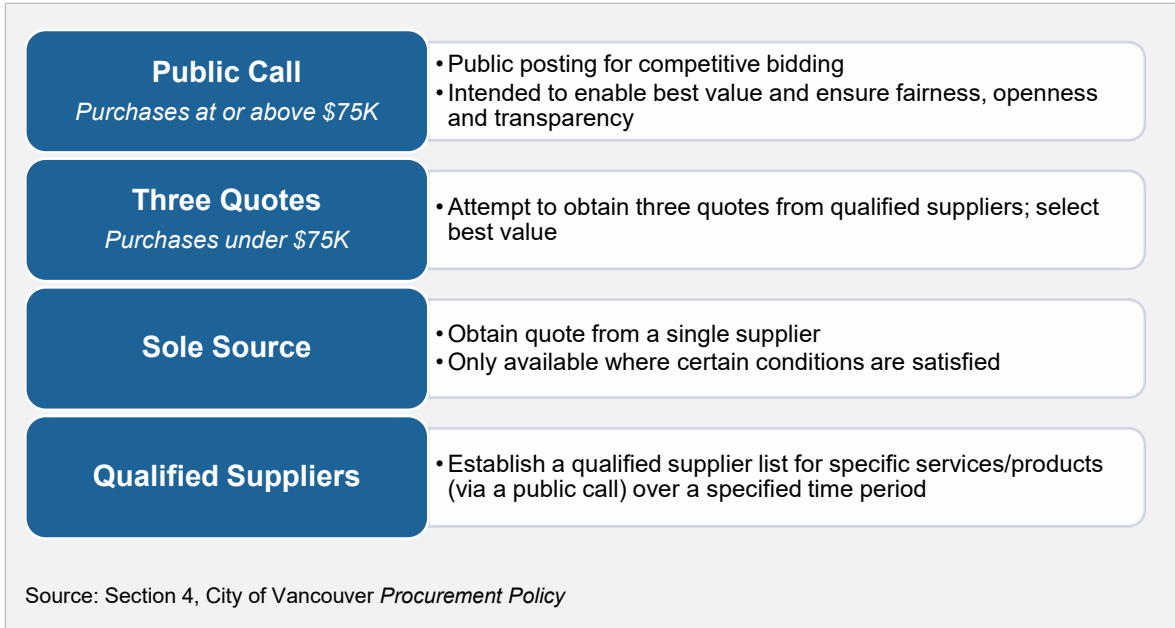 Public Call
Purchases at or above $75K
• Public posting for competitive bidding
• Intended to enable best value and ensure fairness, openness
and transparency
Three Quotes
Purchases under $75K
• Attempt to obtain three quotes from qualified suppliers; select
best value
Sole Source
• Obtain quote from a single supplier
• Only available where certain conditions are satisfied
Qualified Suppliers
• Establish a qualified supplier list for specific services/products
(via a public call) over a specified time period
Source: Section 4, City of Vancouver Procurement Policy